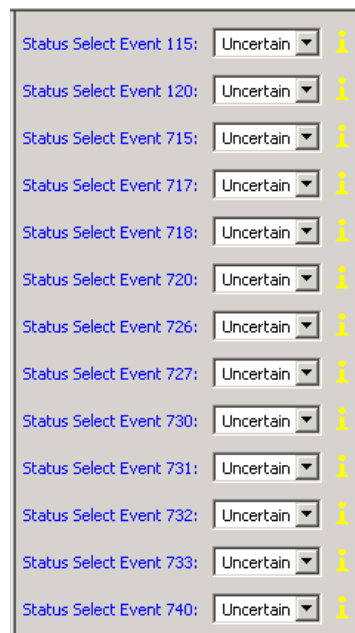 Status Select Event 115: Uncertain i
Status Select Event 120: Uncertain i
Status Select Event 715: Uncertain i
Status Select Event 717: Uncertain i
Status Select Event 718: Uncertain i
Status Select Event 720: Uncertain i
Status Select Event 726: Uncertain i
Status Select Event 727: Uncertain i
Status Select Event 730: Uncertain i
Status Select Event 731: Uncertain i
Status Select Event 732: Uncertain i
Status Select Event 733: Uncertain i
Status Select Event 740: Uncertain i